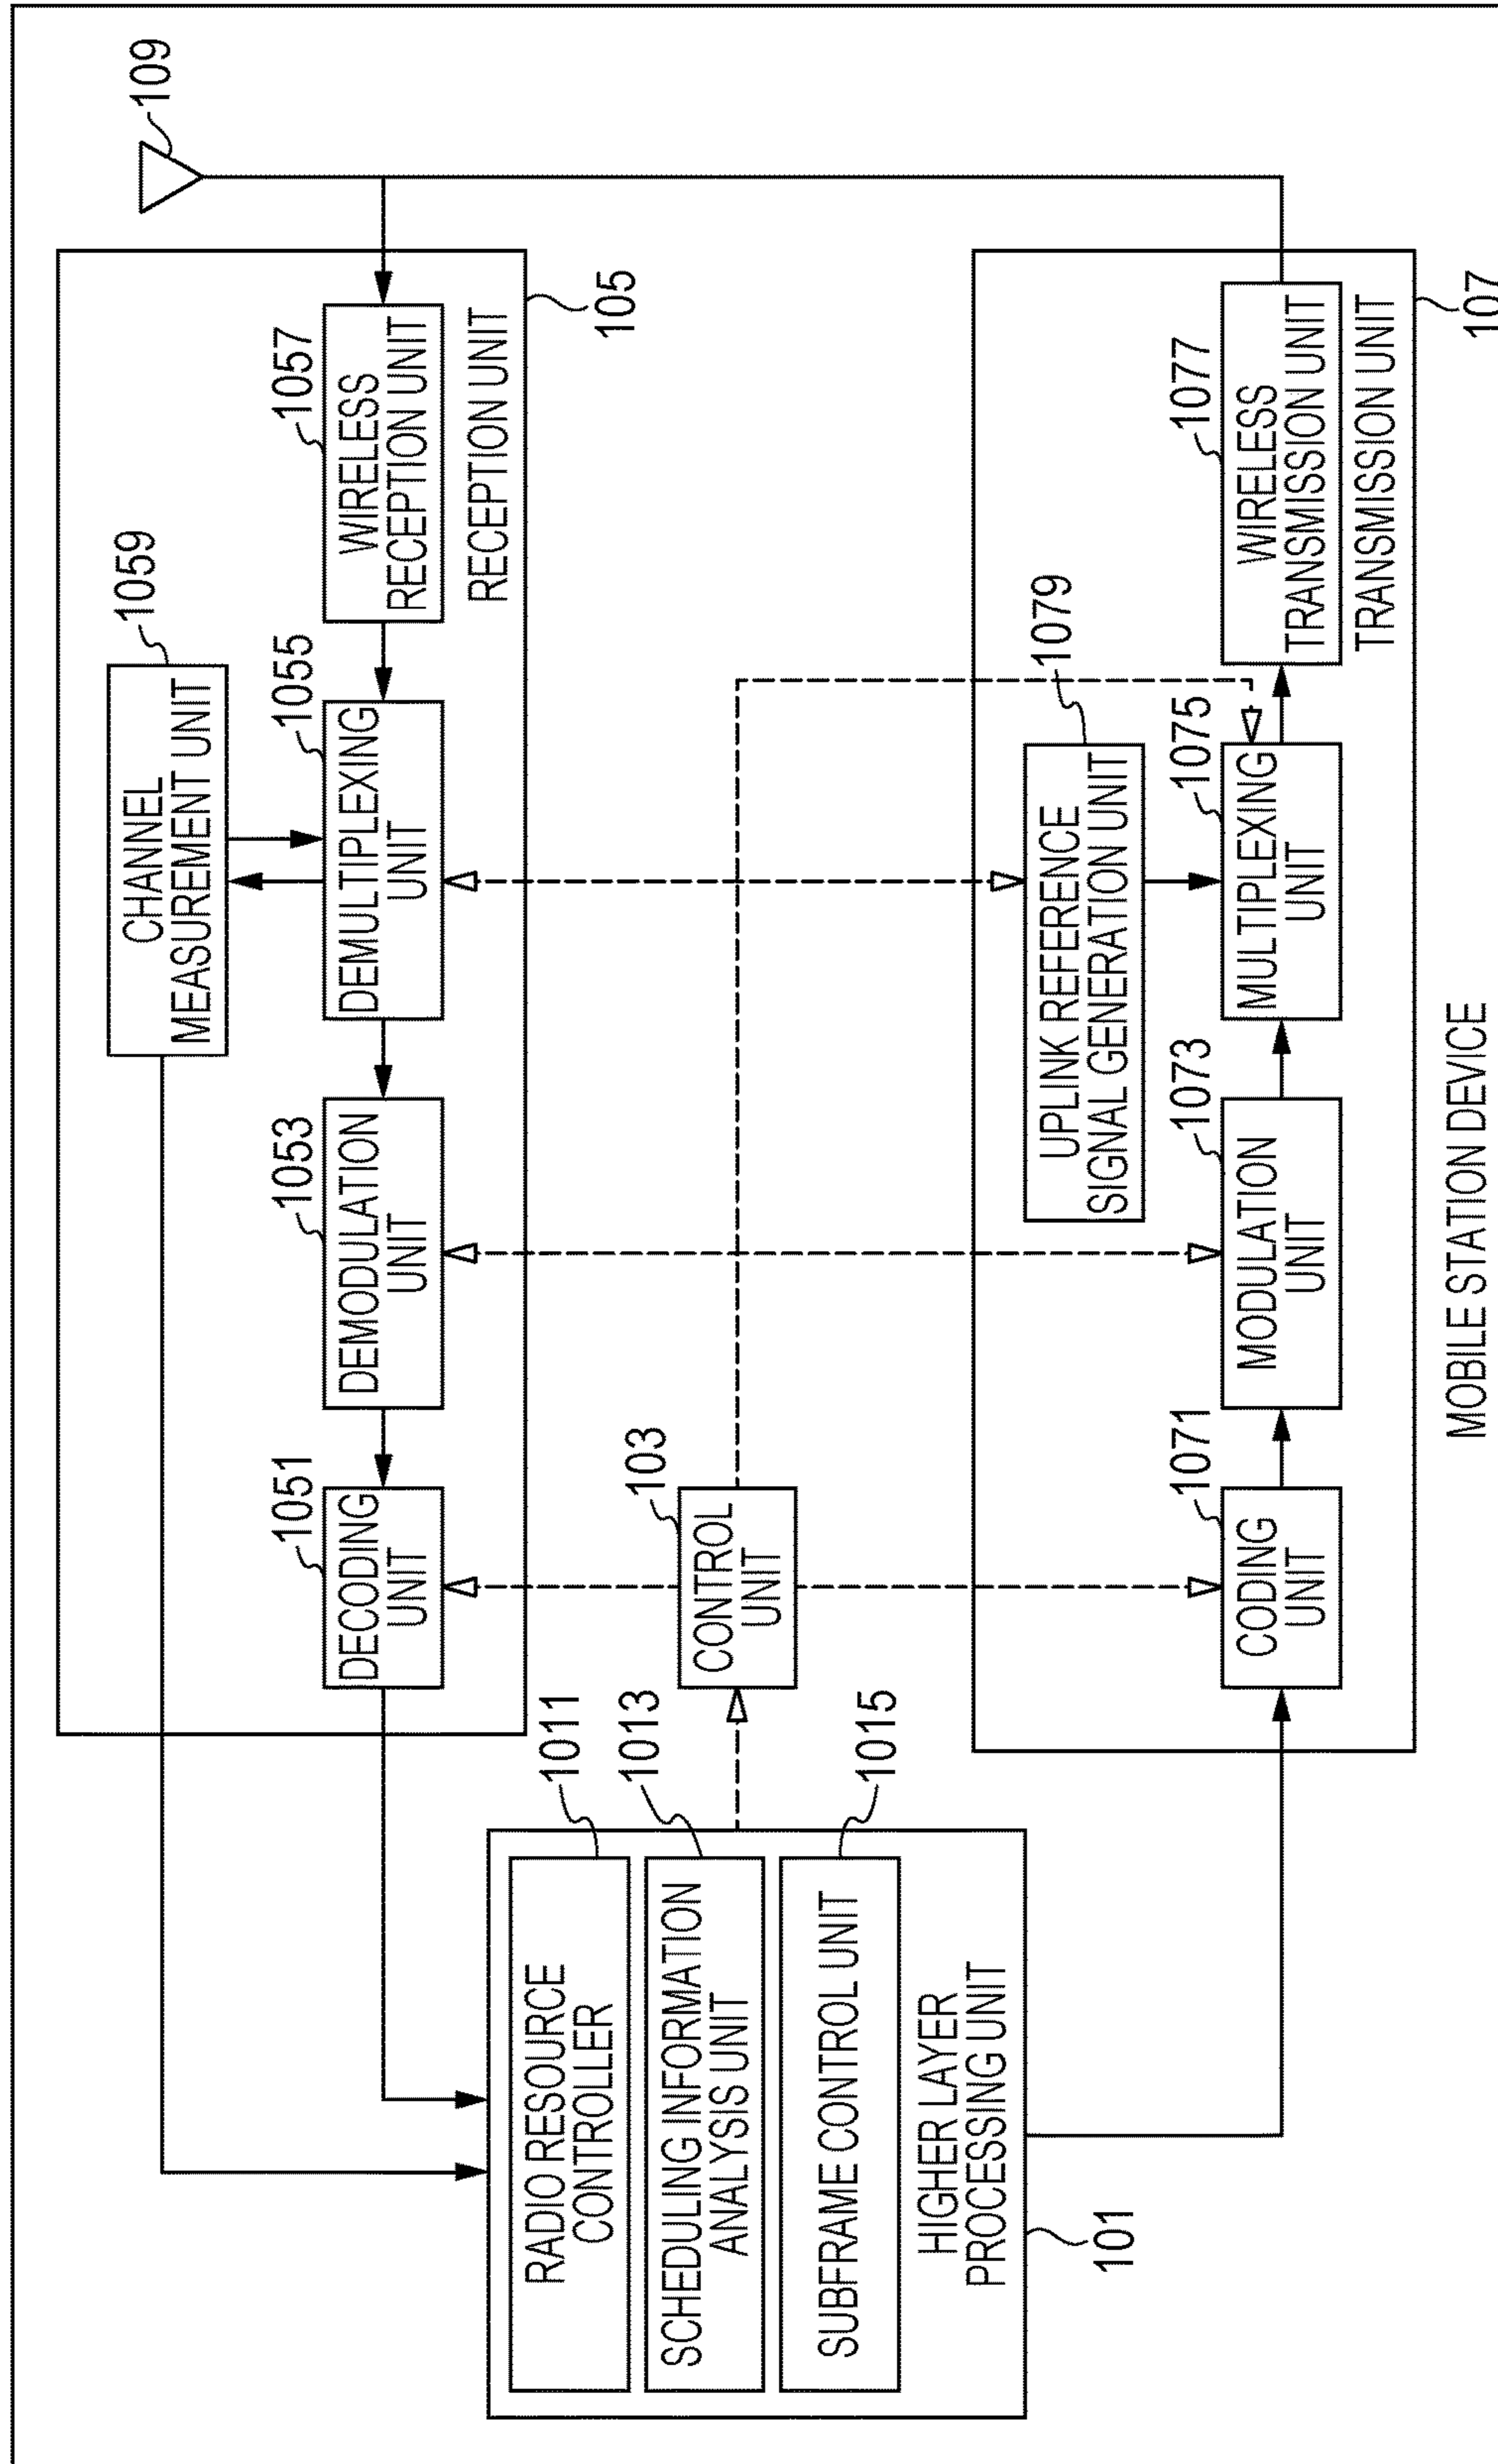 109
1059
CHANNEL
MEASUREMENT UNIT
1051
DECODING
UNIT
1053
DEMODULATION
UNIT
1055
DEMULTIPLEXING
UNIT
1057
WIRELESS
RECEPTION UNIT
RECEPTION UNIT
105
1011
RADIO RESOURCE
CONTROLLER
1013
SCHEDULING INFORMATION
ANALYSIS UNIT
1015
SUBFRAME CONTROL UNIT
HIGHER LAYER
PROCESSING UNIT
101
103
CONTROL
UNIT
1079
UPLINK REFERENCE
SIGNAL GENERATION UNIT
1071
CODING
UNIT
1073
MODULATION
UNIT
1075
MULTIPLEXING
UNIT
1077
WIRELESS
TRANSMISSION UNIT
TRANSMISSION UNIT
107
MOBILE STATION DEVICE